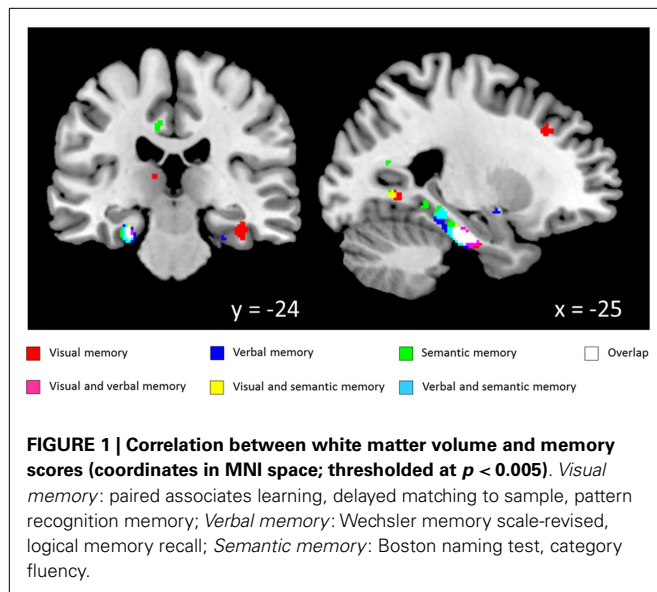 y = -24 x = -25
Visual memory Verbal memory Semantic memory Overlap
Visual and verbal memory Visual and semantic memory Verbal and semantic memory
FIGURE 1 | Correlation between white matter volume and memory
scores (coordinates in MNI space; thresholded at p < 0.005). Visual
memory: paired associates learning, delayed matching to sample, pattern
recognition memory; Verbal memory: Wechsler memory scale-revised,
logical memory recall; Semantic memory: Boston naming test, category
fluency.